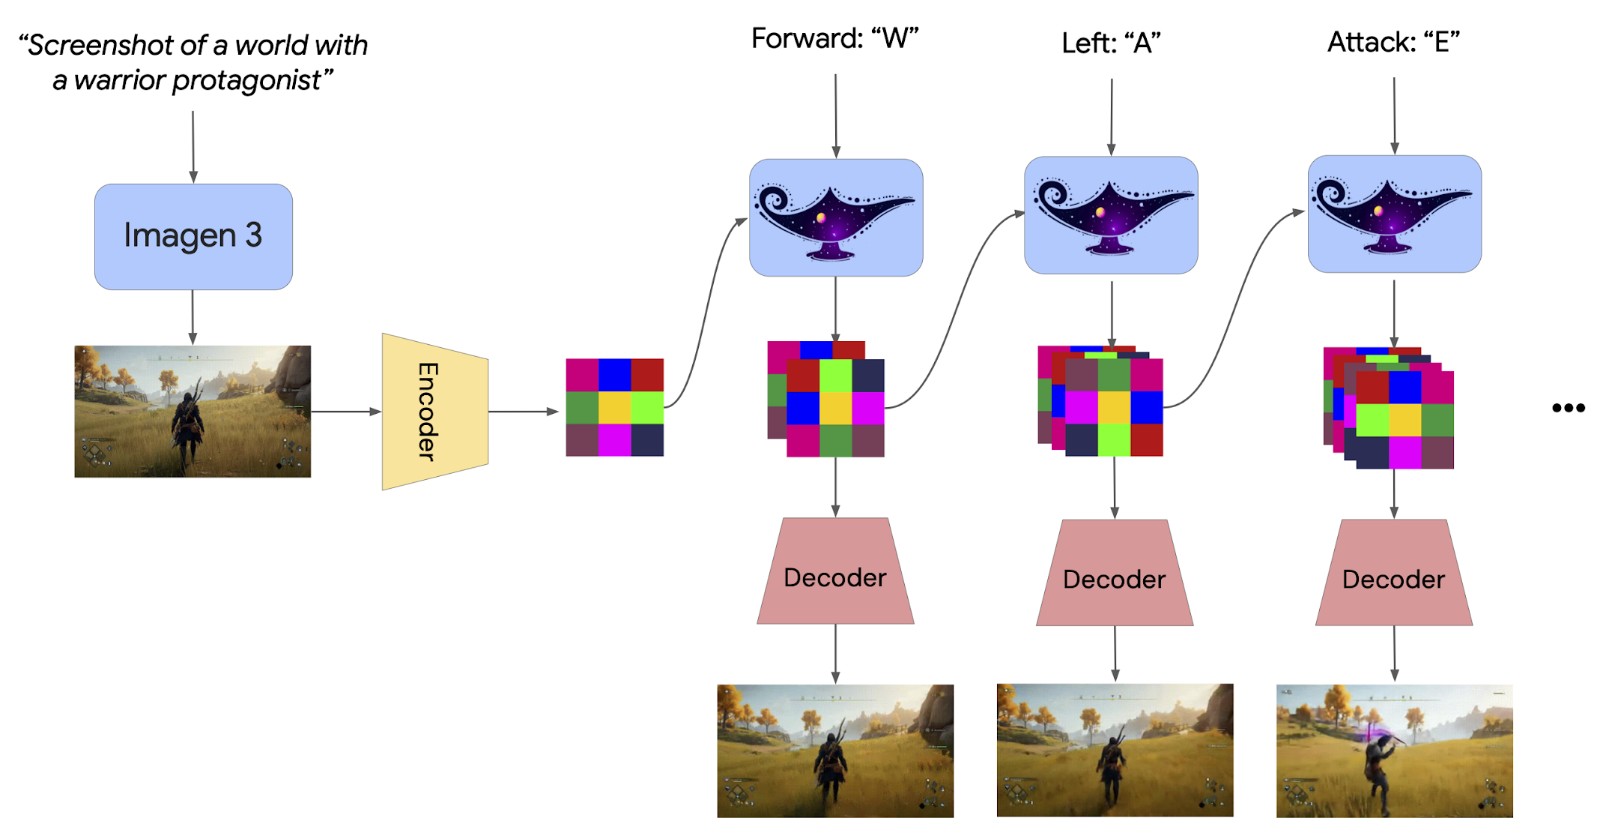 “Screenshot of a world with
a warrior protagonist”
Forward: “W”
Left: “A”
Attack: “E”
Imagen 3
Encoder
Decoder
Decoder
Decoder
•••